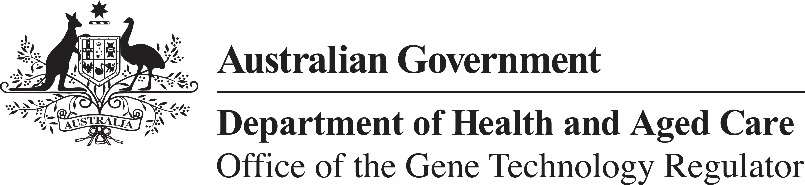 AUSTRALIA
Australian Government
Department of Health and Aged Care
Office of the Gene Technology Regulator